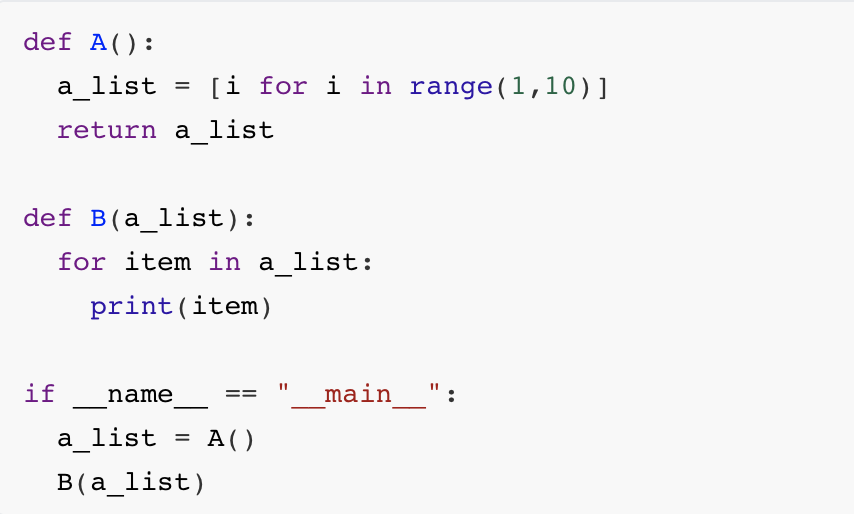 def A():
  a_list = [i for i in range(1,10)]
  return a_list

def B(a_list):
  for item in a_list:
    print(item)

if __name__ == "__main__":
  a_list = A()
  B(a_list)